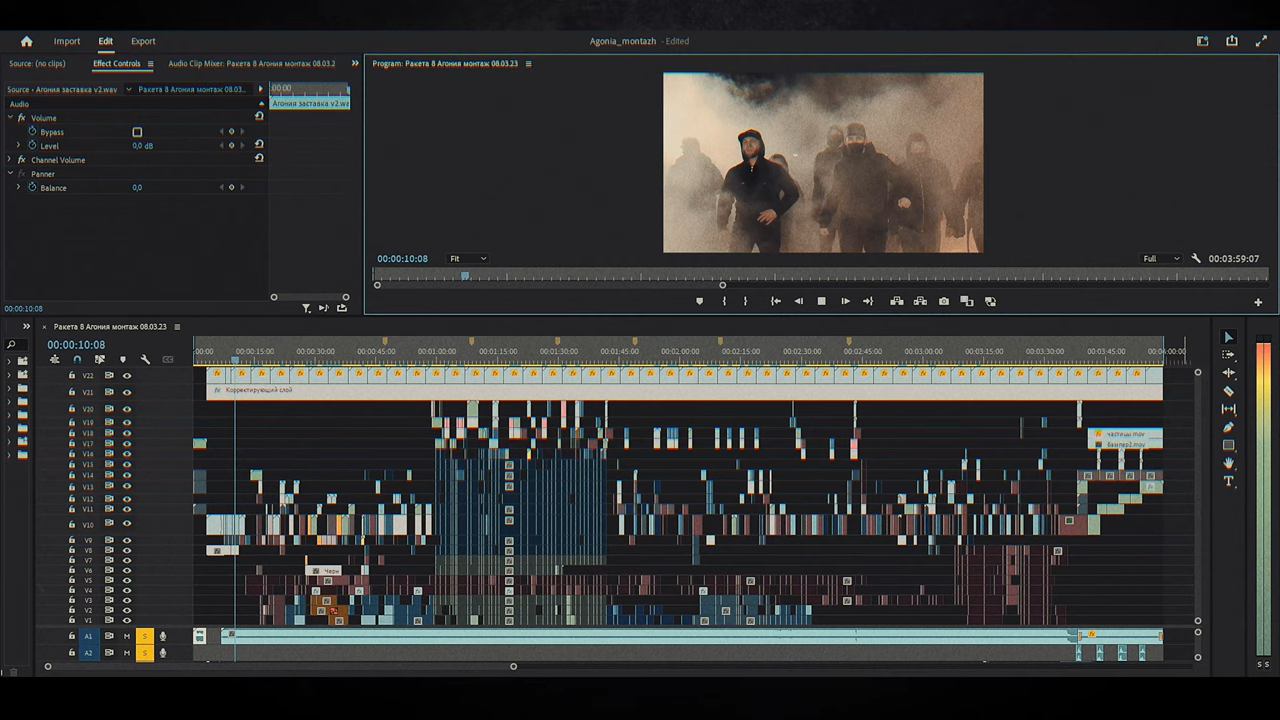 Import Edit Export Agonia_montazh - Edited
Source: (no clips) Effect Controls Audio Clip Mixer: Ракета 8 Агония монтаж 08.03.2
Program: Ракета 8 Агония монтаж 08.03.23
Source - Агония заставка v2.wav Ракета 8 Агония монтаж 08.03... :00:00
Audio Агония заставка v2.wa
fx Volume
Bypass
Level 0,0 dB
fx Channel Volume
fx Panner
Balance 0,0
00:00:10:08 Fit Full 00:03:59:07
00:00:10:08
× Ракета 8 Агония монтаж 08.03.23
00:00:10:08
:00:00 00:00:15:00 00:00:30:00 00:00:45:00 00:01:00:00 00:01:15:00 00:01:30:00 00:01:45:00 00:02:00:00 00:02:15:00 00:02:30:00 00:02:45:00 00:03:00:00 00:03:15:00 00:03:30:00 00:03:45:00 00:04:00:00
V22
V21 fx Корректирующий слой
V20
V19
V18 частицы.mov
V17 бампер2.mov
V16
V15
V14
V13
V12
V11
V10
V9
V8
V7
V6 Черн
V5
V4
V3
V2
V1
A1 M S
A2 M S
S S